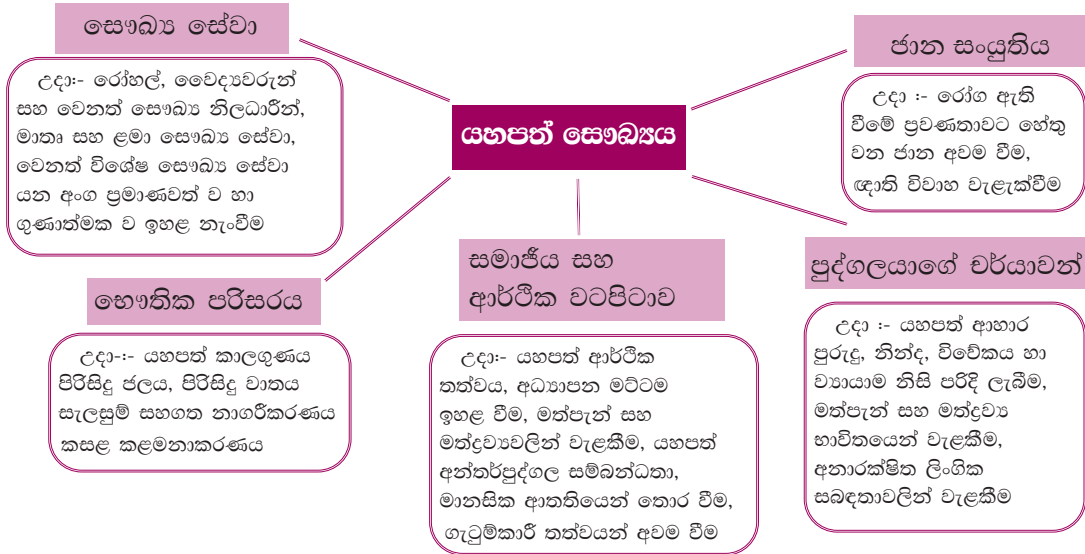 සෞඛ්‍ය සේවා
උදා:- රෝහල්, වෛද්‍යවරුන්
සහ වෙනත් සෞඛ්‍ය නිලධාරීන්,
මාතෘ සහ ළමා සෞඛ්‍ය සේවා,
වෙනත් විශේෂ සෞඛ්‍ය සේවා
යන අංග ප්‍රමාණවත් ව හා
ගුණාත්මක ව ඉහළ නැංවීම
යහපත් සෞඛ්‍යය
ජාන සංයුතිය
උදා :- රෝග ඇති
වීමේ ප්‍රවණතාවට හේතු
වන ජාන අවම වීම,
ඥාති විවාහ වැළැක්වීම
භෞතික පරිසරය
උදා-:- යහපත් කාලගුණය
පිරිසිදු ජලය, පිරිසිදු වාතය
සැලසුම් සහගත නාගරීකරණය
කසළ කළමනාකරණය
සමාජීය සහ
ආර්ථික වටපිටාව
උදා:- යහපත් ආර්ථික
තත්වය, අධ්‍යාපන මට්ටම
ඉහළ වීම, මත්පැන් සහ
මත්ද්‍රව්‍යවලින් වැළකීම, යහපත්
අන්තර්පුද්ගල සම්බන්ධතා,
මානසික ආතතියෙන් තොර වීම,
ගැටුම්කාරී තත්වයන් අවම වීම
පුද්ගලයාගේ චර්යාවන්
උදා :- යහපත් ආහාර
පුරුදු, නින්ද, විවේකය හා
ව්‍යායාම නිසි පරිදි ලැබීම,
මත්පැන් සහ මත්ද්‍රව්‍ය
භාවිතයෙන් වැළකීම,
අනාරක්ෂිත ලිංගික
සබඳතාවලින් වැළකීම